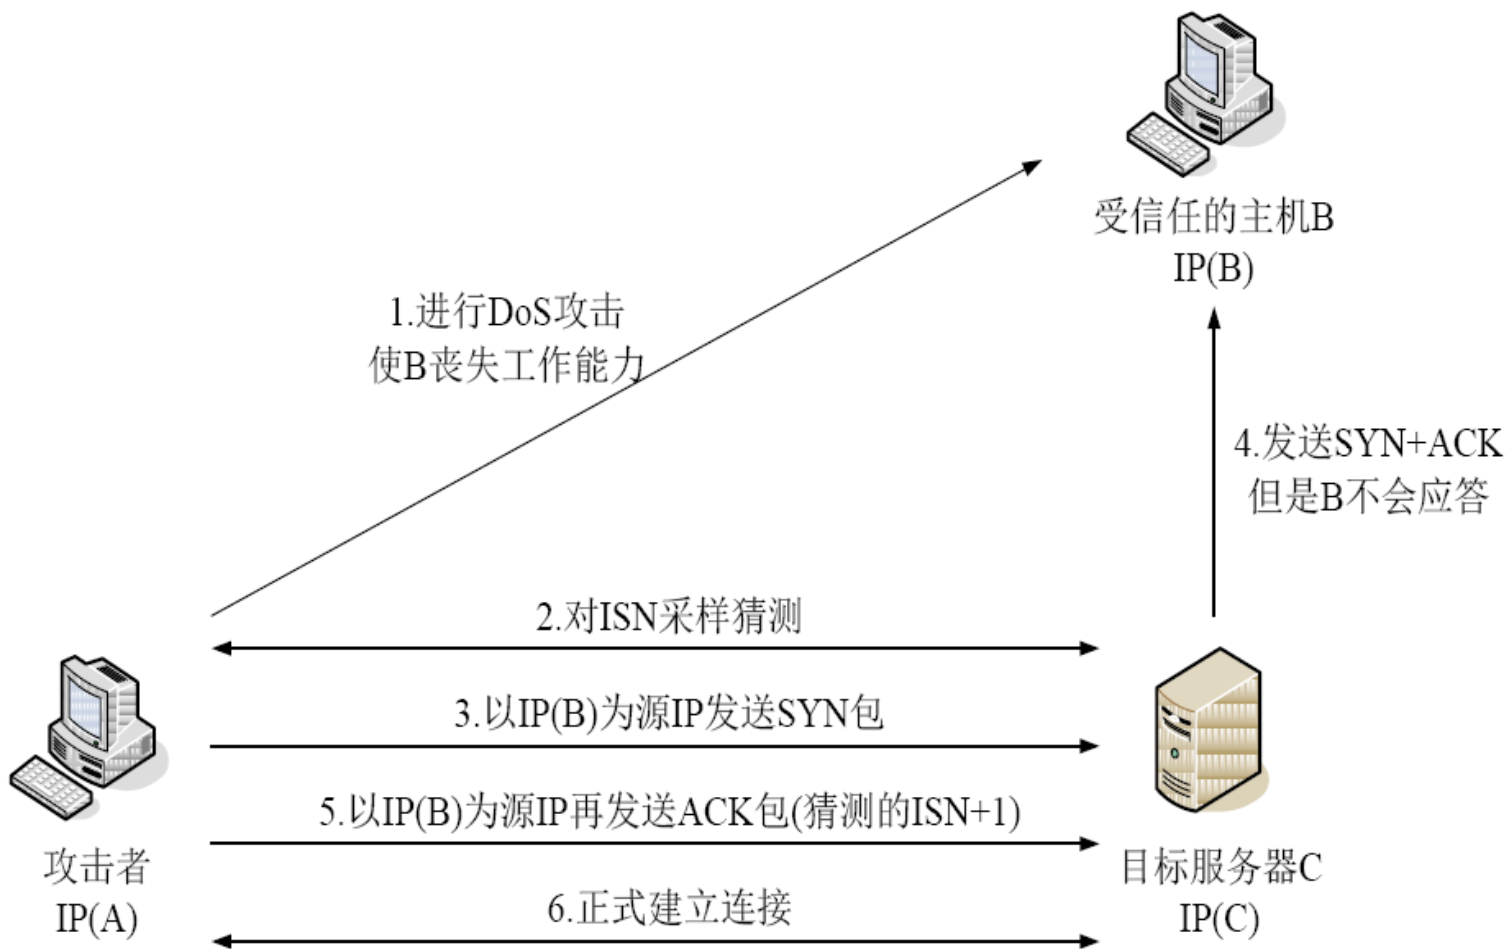 受信任的主机B
IP(B)
1.进行DoS攻击
使B丧失工作能力
4.发送SYN+ACK
但是B不会应答
2.对ISN采样猜测
3.以IP(B)为源IP发送SYN包
5.以IP(B)为源IP再发送ACK包(猜测的ISN+1)
攻击者
IP(A)
目标服务器C
IP(C)
6.正式建立连接